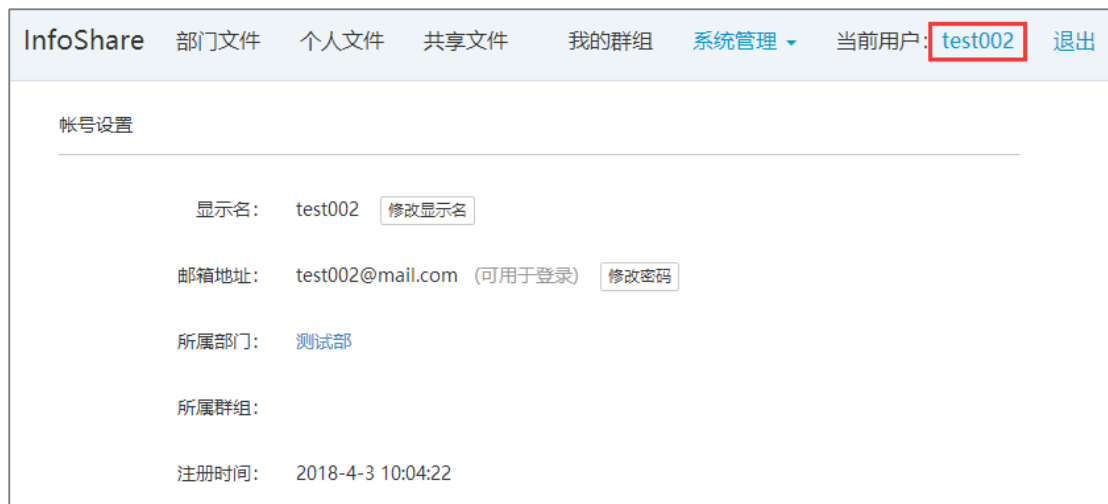 InfoShare 部门文件 个人文件 共享文件 我的群组 系统管理 当前用户: test002 退出
帐号设置
显示名: test002 修改显示名
邮箱地址: test002@mail.com (可用于登录) 修改密码
所属部门: 测试部
所属群组:
注册时间: 2018-4-3 10:04:22